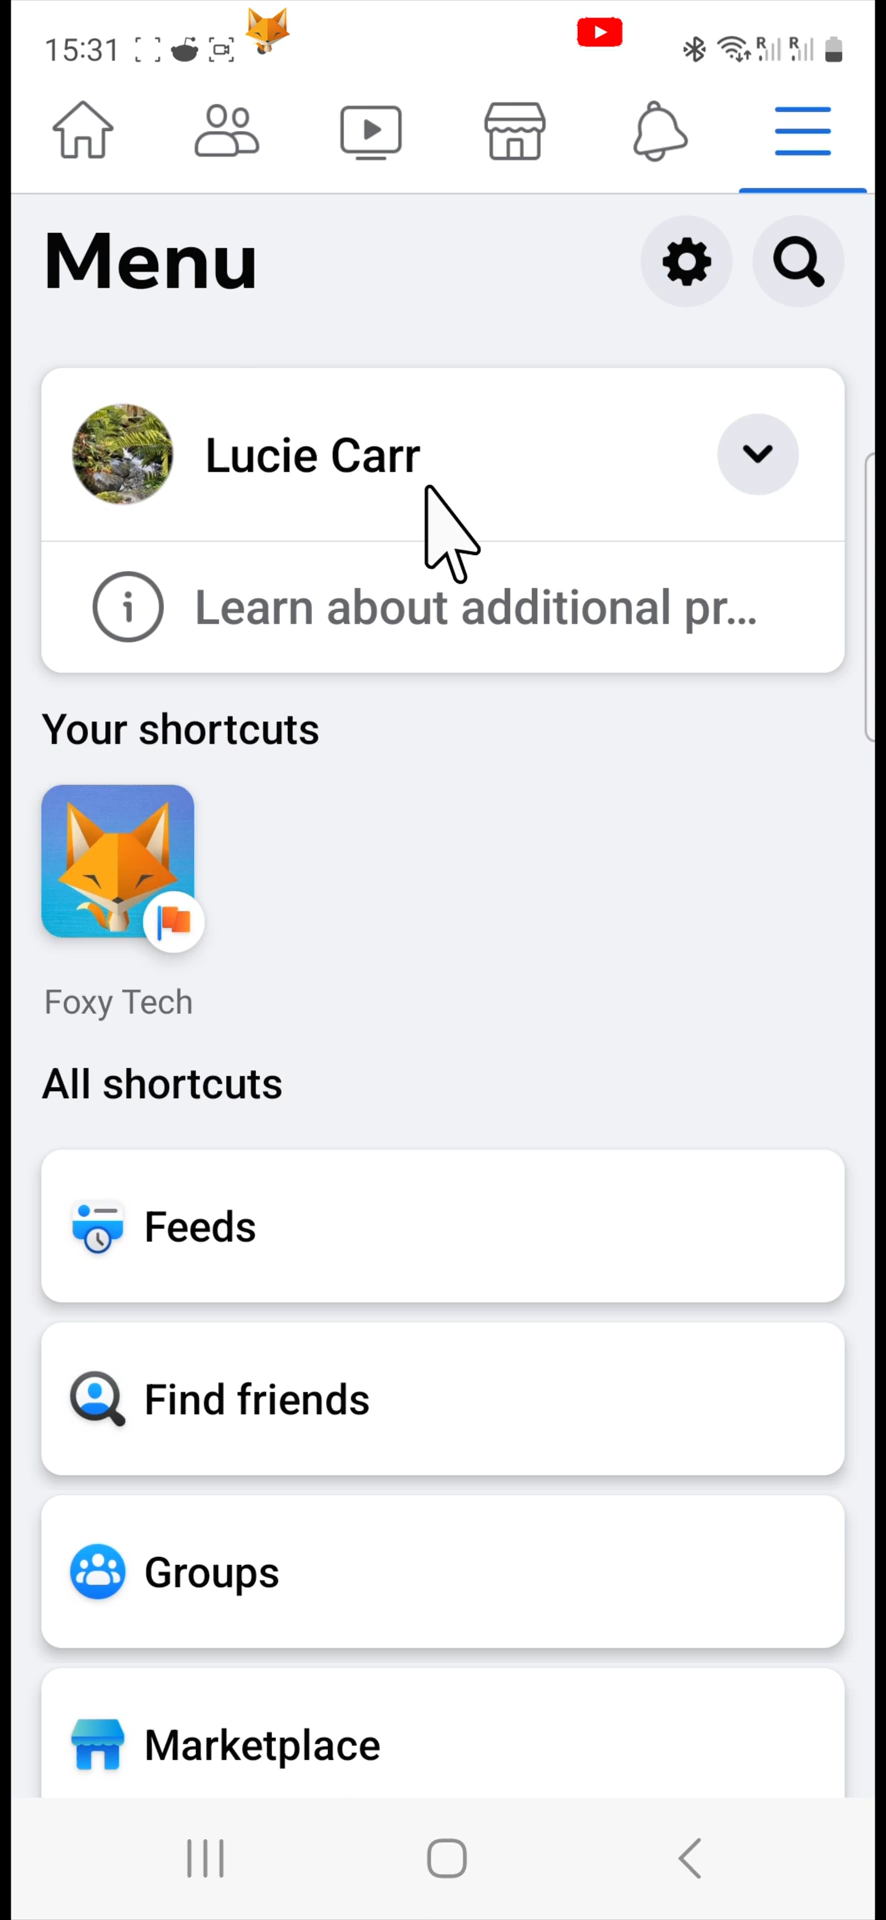 15:31
Menu
Lucie Carr
Learn about additional pr...
Your shortcuts
Foxy Tech
All shortcuts
Feeds
Find friends
Groups
Marketplace